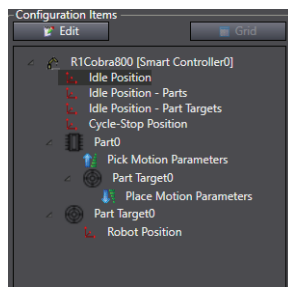 Configuration Items
Edit
Grid
R1Cobra800 [Smart Controller0]
Idle Position
Idle Position - Parts
Idle Position - Part Targets
Cycle-Stop Position
Part0
Pick Motion Parameters
Part Target0
Place Motion Parameters
Part Target0
Robot Position